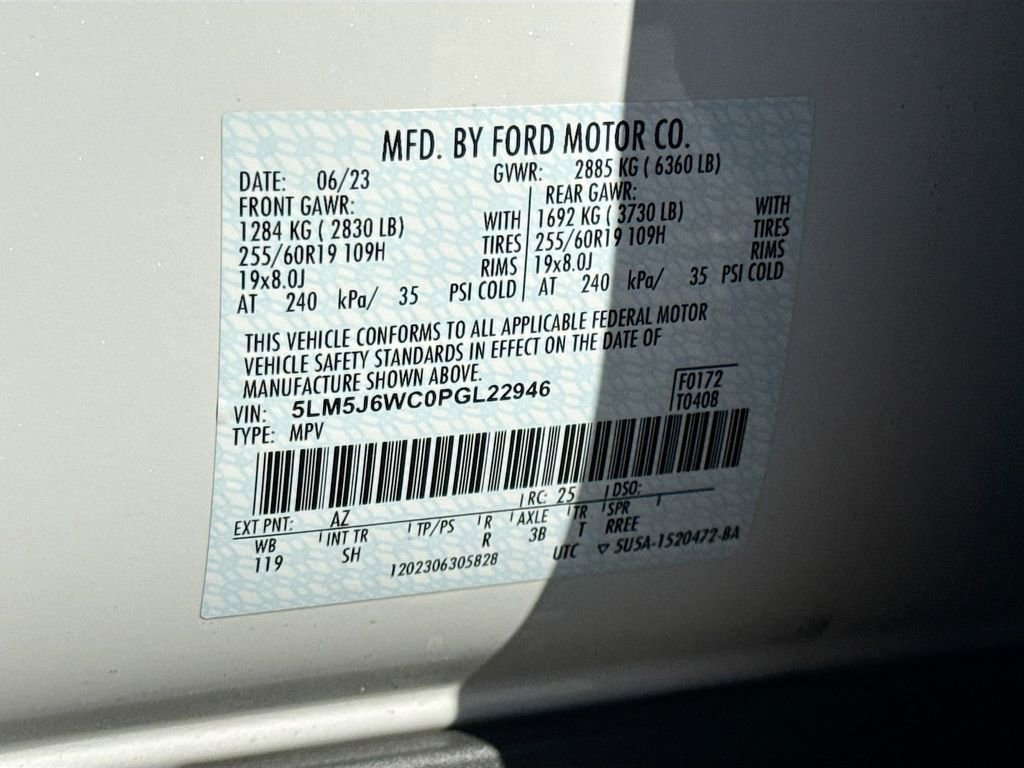 MFD. BY FORD MOTOR CO.
DATE: 06/23 GVWR: 2885 KG ( 6360 LB)
FRONT GAWR: REAR GAWR:
1284 KG ( 2830 LB) WITH 1692 KG ( 3730 LB) WITH
255/60R19 109H TIRES 255/60R19 109H TIRES
19x8.0J RIMS 19x8.0J RIMS
AT 240 kPa/ 35 PSI COLD AT 240 kPa/ 35 PSI COLD
THIS VEHICLE CONFORMS TO ALL APPLICABLE FEDERAL MOTOR
VEHICLE SAFETY STANDARDS IN EFFECT ON THE DATE OF
MANUFACTURE SHOWN ABOVE.
VIN: 5LM5J6WC0PGL22946 F0172
TYPE: MPV T0408
EXT PNT: AZ RC: 25 DSO:
WB INT TR TP/PS R AXLE TR SPR
119 SH R 3B T RREE
1202306305828 UTC ▽ 5U5A-1520472-BA